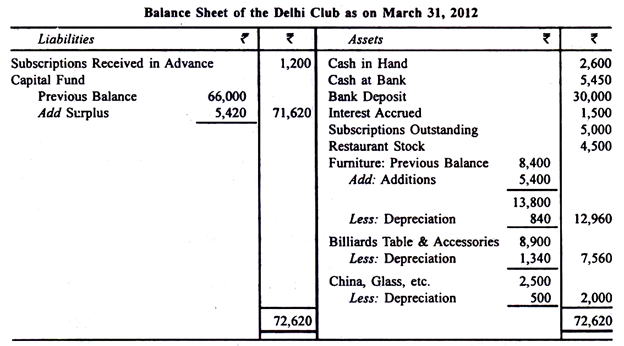 Balance Sheet of the Delhi Club as on March 31, 2012
Liabilities ₹ ₹ Assets ₹ ₹
Subscriptions Received in Advance 1,200 Cash in Hand 2,600
Capital Fund Cash at Bank 5,450
Previous Balance 66,000 Bank Deposit 30,000
Add Surplus 5,420 71,620 Interest Accrued 1,500
Subscriptions Outstanding 5,000
Restaurant Stock 4,500
Furniture: Previous Balance 8,400
Add: Additions 5,400
13,800
Less: Depreciation 840 12,960
Billiards Table & Accessories 8,900
Less: Depreciation 1,340 7,560
China, Glass, etc. 2,500
Less: Depreciation 500 2,000
72,620 72,620